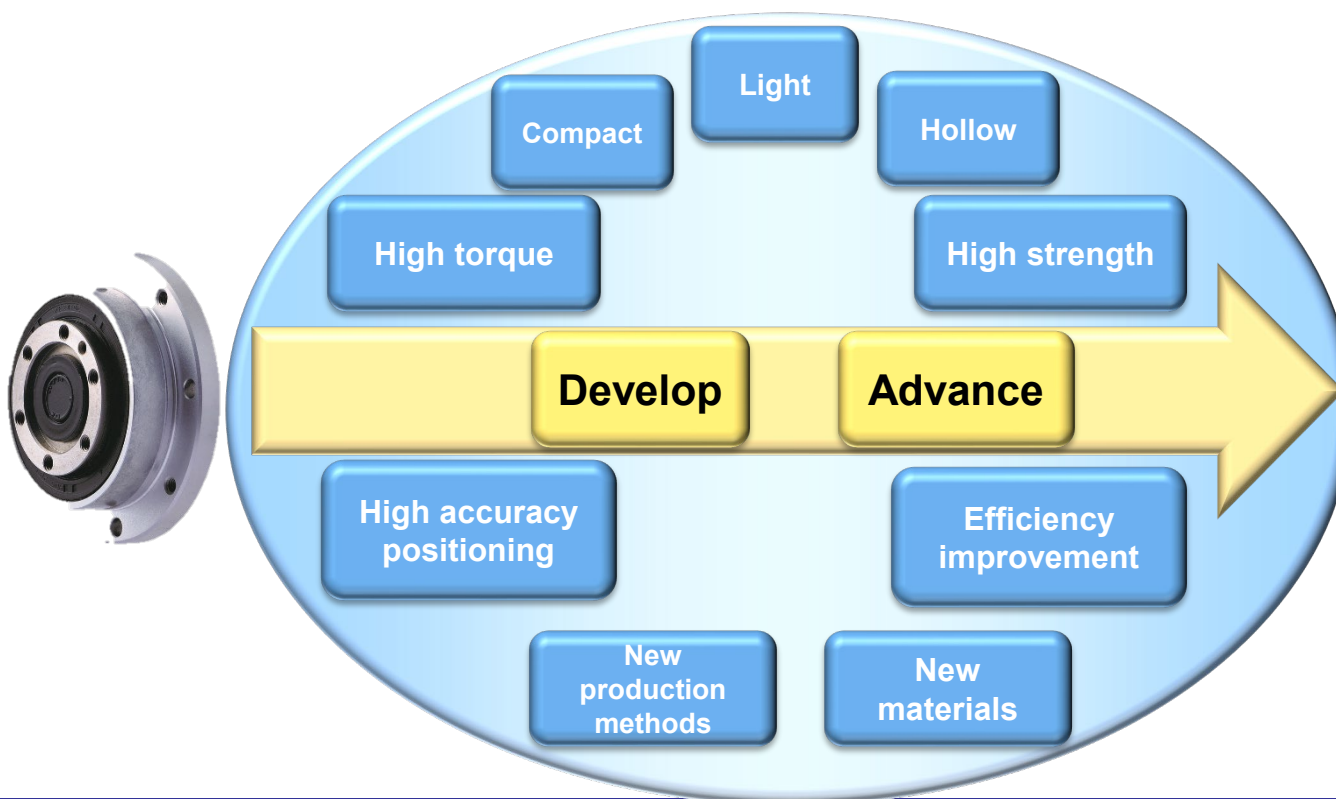 Light
Compact
Hollow
High torque
High strength
Develop
Advance
High accuracy
positioning
Efficiency
improvement
New
production
methods
New
materials